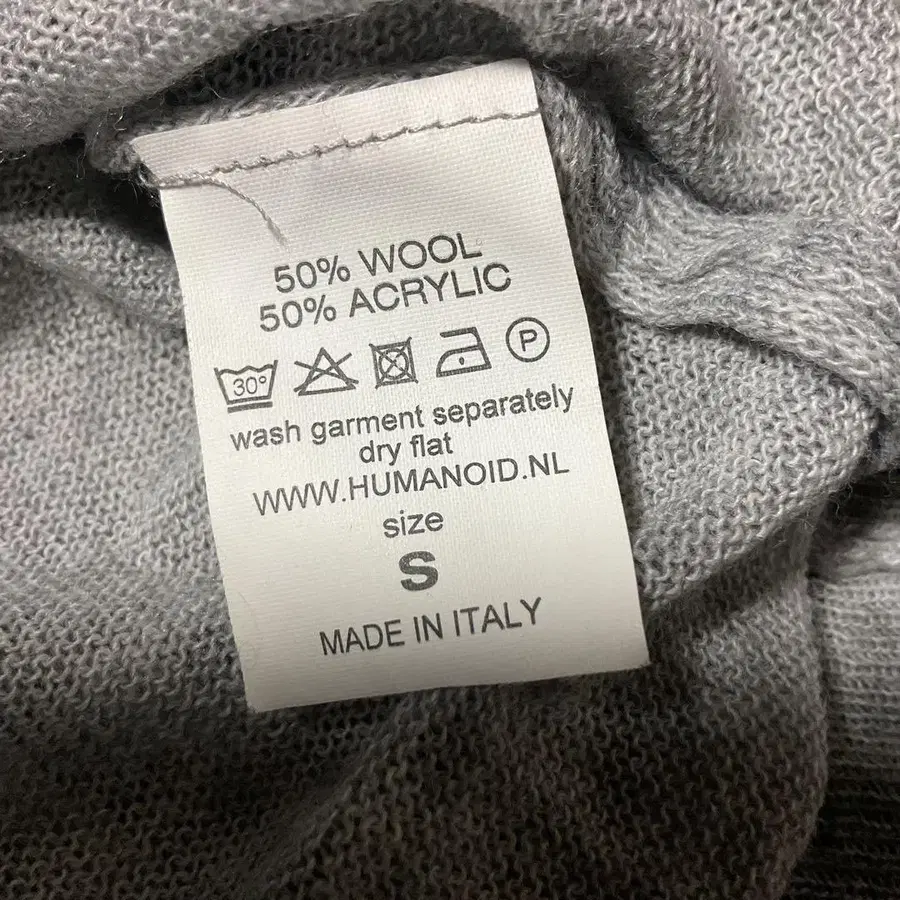 50% WOOL
50% ACRYLIC
30° P
wash garment separately
dry flat
WWW.HUMANOID.NL
size
S
MADE IN ITALY